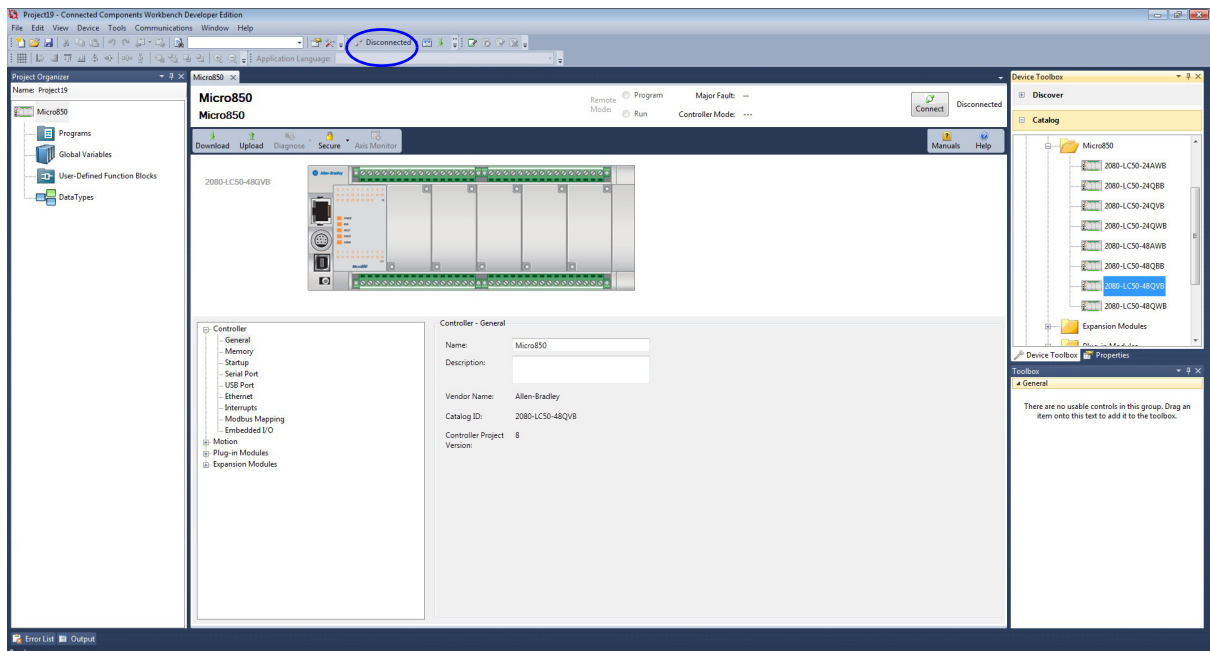 Project19 - Connected Components Workbench Developer Edition
File Edit View Device Tools Communications Window Help
Disconnected
Application Language:
Project Organizer
Name: Project19
Micro850
Programs
Global Variables
User-Defined Function Blocks
DataTypes
Micro850
Micro850
Micro850
Remote Mode:
Program
Run
Major Fault: --
Controller Mode: ---
Connect
Disconnected
Download Upload Diagnose Secure Axis Monitor
Manuals Help
2080-LC50-48QVB
Allen-Bradley
Micro850
Controller
General
Memory
Startup
Serial Port
USB Port
Ethernet
Interrupts
Modbus Mapping
Embedded I/O
Motion
Plug-in Modules
Expansion Modules
Controller - General
Name: Micro850
Description:
Vendor Name: Allen-Bradley
Catalog ID: 2080-LC50-48QVB
Controller Project Version: 8
Device Toolbox
Discover
Catalog
Micro850
2080-LC50-24AWB
2080-LC50-24QBB
2080-LC50-24QVB
2080-LC50-24QWB
2080-LC50-48AWB
2080-LC50-48QBB
2080-LC50-48QVB
2080-LC50-48QWB
Expansion Modules
Plug-in Modules
Device Toolbox Properties
Toolbox
General
There are no usable controls in this group. Drag an
item onto this text to add it to the toolbox.
Error List Output